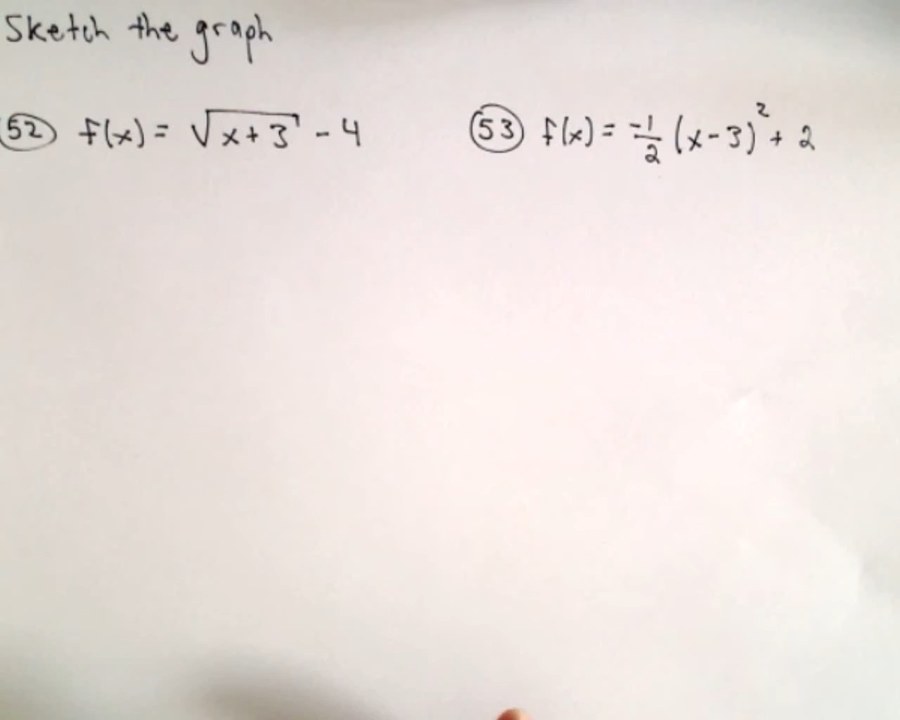 Sketch the graph
52 f(x) = √(x+3) - 4
53 f(x) = -1/2 (x-3)² + 2